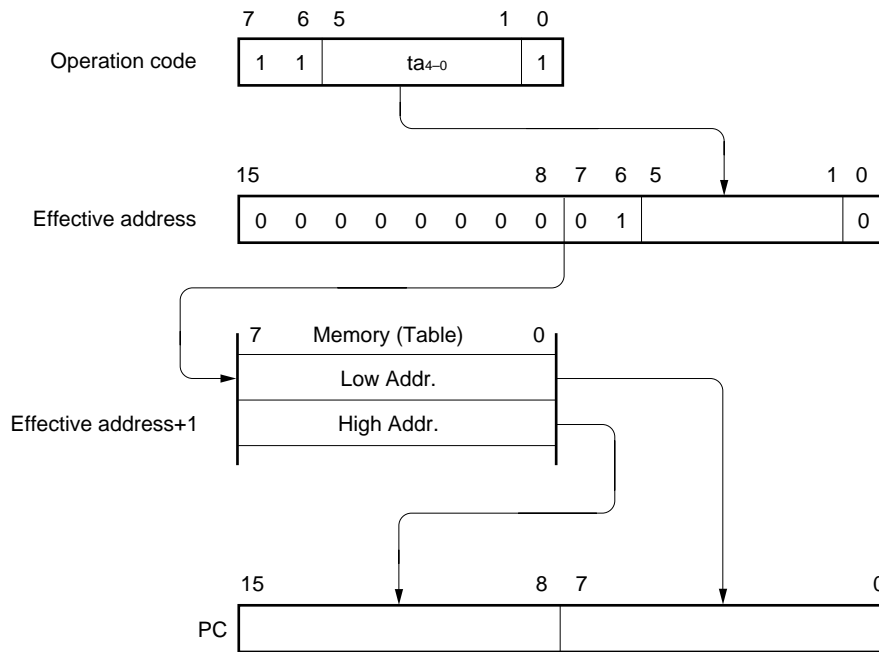 7 6 5 1 0
Operation code 1 1 ta4–0 1
15 8 7 6 5 1 0
Effective address 0 0 0 0 0 0 0 0 0 1 0
7 Memory (Table) 0
Low Addr.
Effective address+1 High Addr.
15 8 7 0
PC